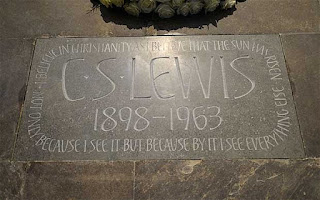 I BELIEVE IN CHRISTIANITY AS I BELIEVE THAT THE SUN HAS
RISEN
C·S·LEWIS
1898–1963
NOT ONLY
BECAUSE I SEE IT BUT BECAUSE BY IT I SEE EVERYTHING
ELSE